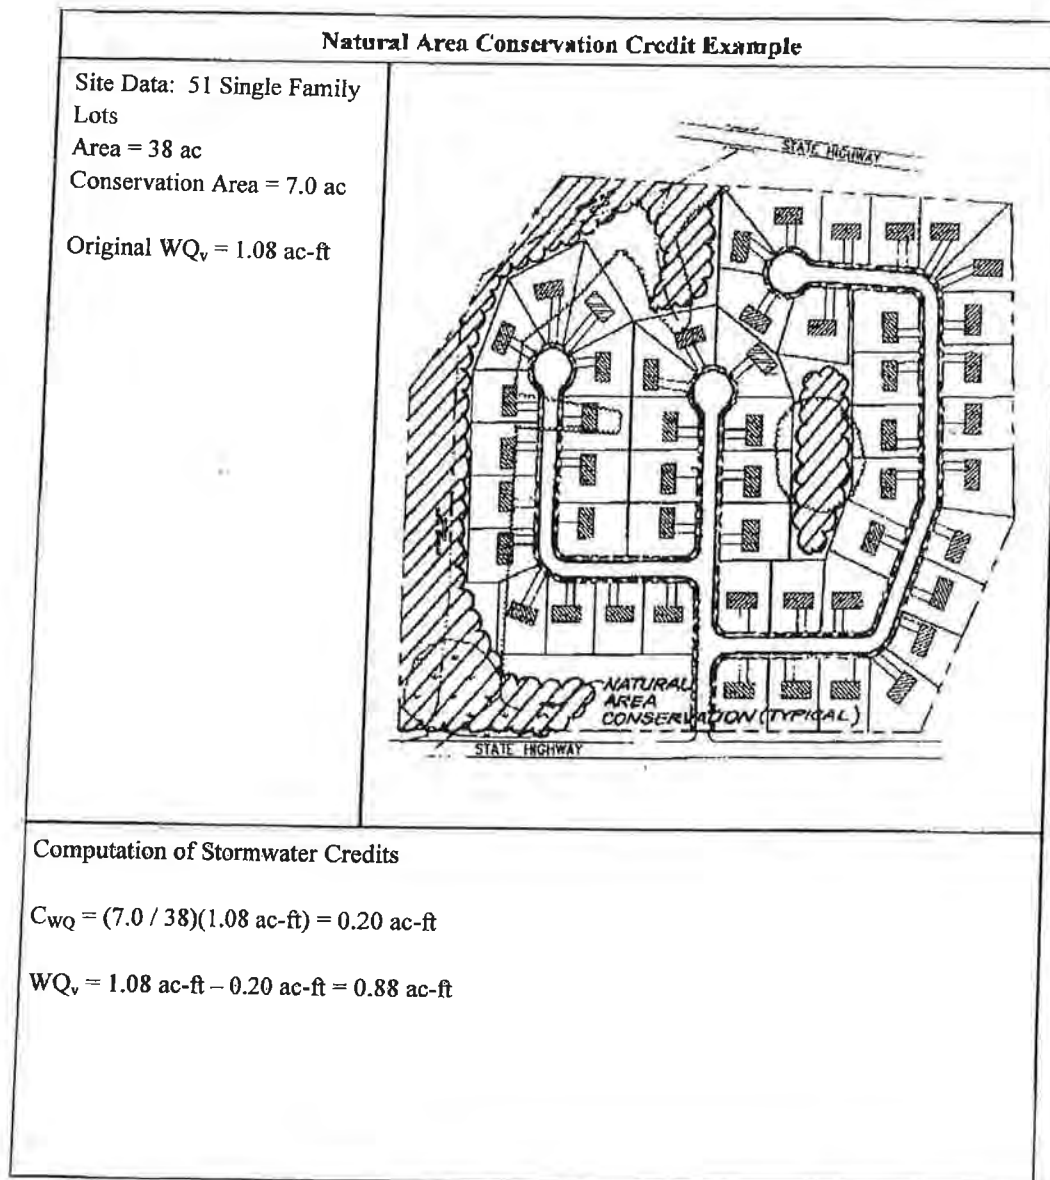 Natural Area Conservation Credit Example
Site Data: 51 Single Family
Lots
Area = 38 ac
Conservation Area = 7.0 ac
Original WQv = 1.08 ac-ft
STATE HIGHWAY
NATURAL
AREA
CONSERVATION (TYPICAL)
STATE HIGHWAY
Computation of Stormwater Credits
CWQ = (7.0 / 38)(1.08 ac-ft) = 0.20 ac-ft
WQv = 1.08 ac-ft – 0.20 ac-ft = 0.88 ac-ft